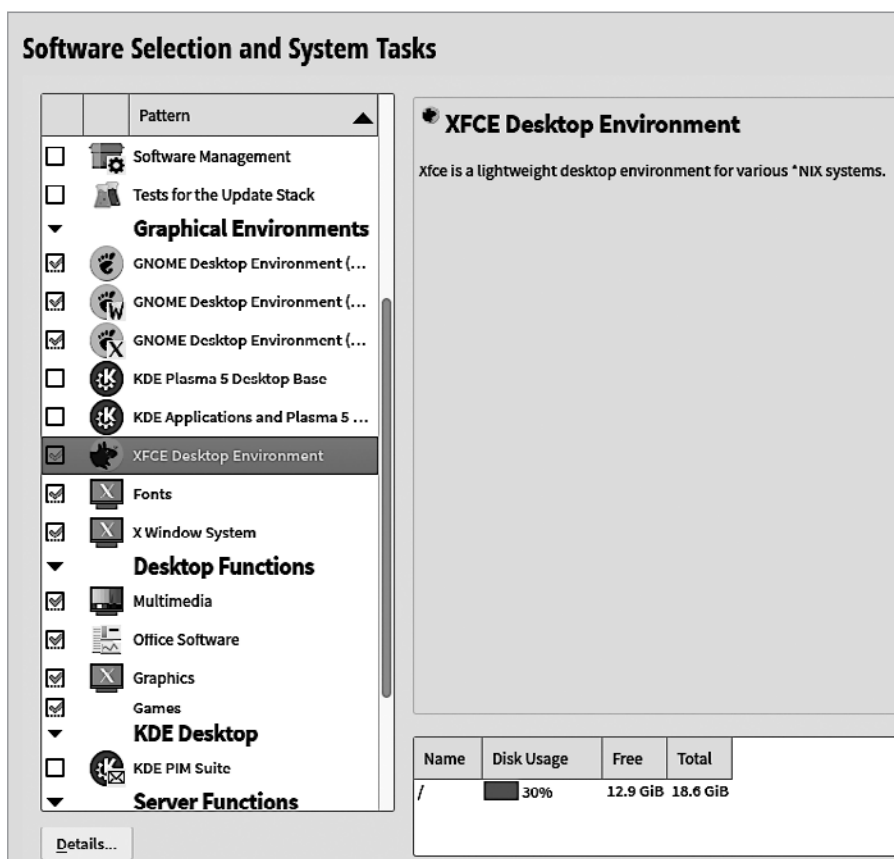 Software Selection and System Tasks
Pattern
Software Management
Tests for the Update Stack
Graphical Environments
GNOME Desktop Environment (...
GNOME Desktop Environment (...
GNOME Desktop Environment (...
KDE Plasma 5 Desktop Base
KDE Applications and Plasma 5 ...
XFCE Desktop Environment
Fonts
X Window System
Desktop Functions
Multimedia
Office Software
Graphics
Games
KDE Desktop
KDE PIM Suite
Server Functions
Details...
XFCE Desktop Environment
Xfce is a lightweight desktop environment for various *NIX systems.
Name Disk Usage Free Total
/ 30% 12.9 GiB 18.6 GiB